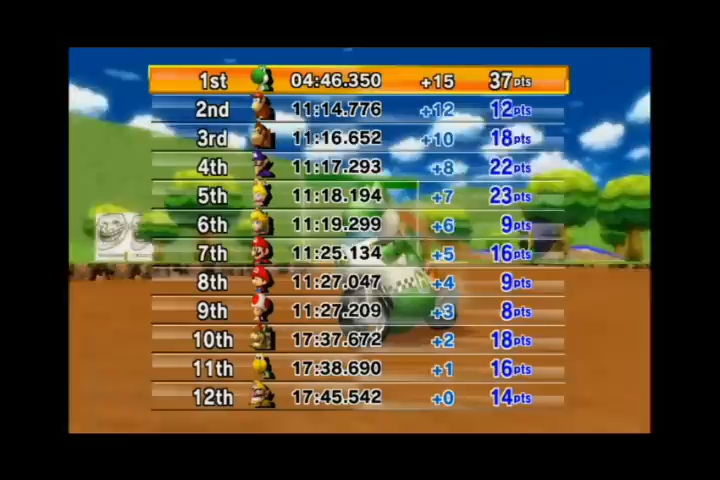 1st 04:46.350 +15 37pts
2nd 11:14.776 +12 12pts
3rd 11:16.652 +10 18pts
4th 11:17.293 +8 22pts
5th 11:18.194 +7 23pts
6th 11:19.299 +6 9pts
7th 11:25.134 +5 16pts
8th 11:27.047 +4 9pts
9th 11:27.209 +3 8pts
10th 17:37.672 +2 18pts
11th 17:38.690 +1 16pts
12th 17:45.542 +0 14pts